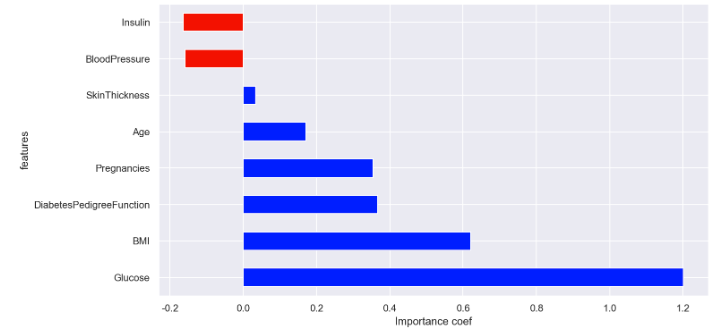 Insulin
BloodPressure
SkinThickness
Age
Pregnancies
DiabetesPedigreeFunction
BMI
Glucose
features
-0.2 0.0 0.2 0.4 0.6 0.8 1.0 1.2
Importance coef